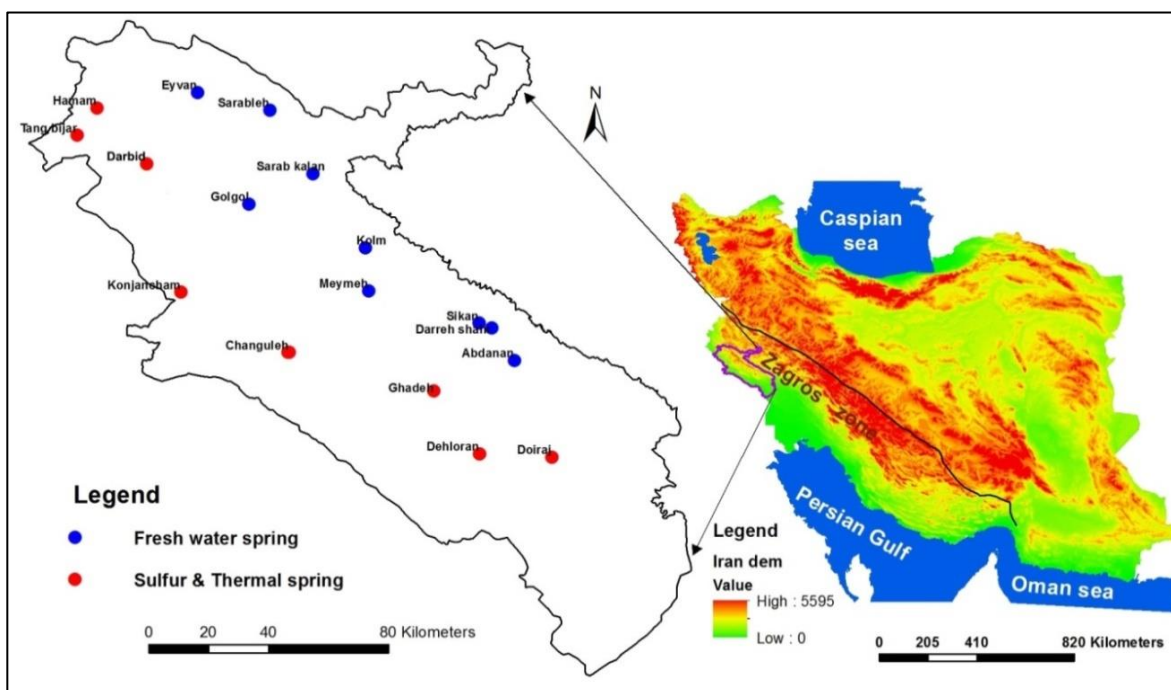 Eyvan
Sarableh
Hamam
Tang bijar
Darbid
Sarab kalan
Golgol
Kolm
Konjancham
Meymeh
Sikan
Darreh shahr
Changuleh
Abdanan
Ghadeh
Dehloran
Doiraj
Legend
Fresh water spring
Sulfur & Thermal spring
0 20 40 80 Kilometers
N
Caspian
sea
Zagros zone
Persian Gulf
Oman sea
Legend
Iran dem
Value
High : 5595
Low : 0
0 205 410 820 Kilometers